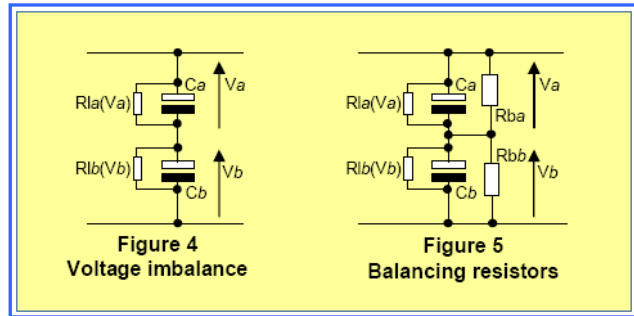 Ca
Va
Rla(Va)
Rlb(Vb)
Vb
Cb
Figure 4
Voltage imbalance
Ca
Va
Rla(Va)
Rba
Rbb
Rlb(Vb)
Vb
Cb
Figure 5
Balancing resistors